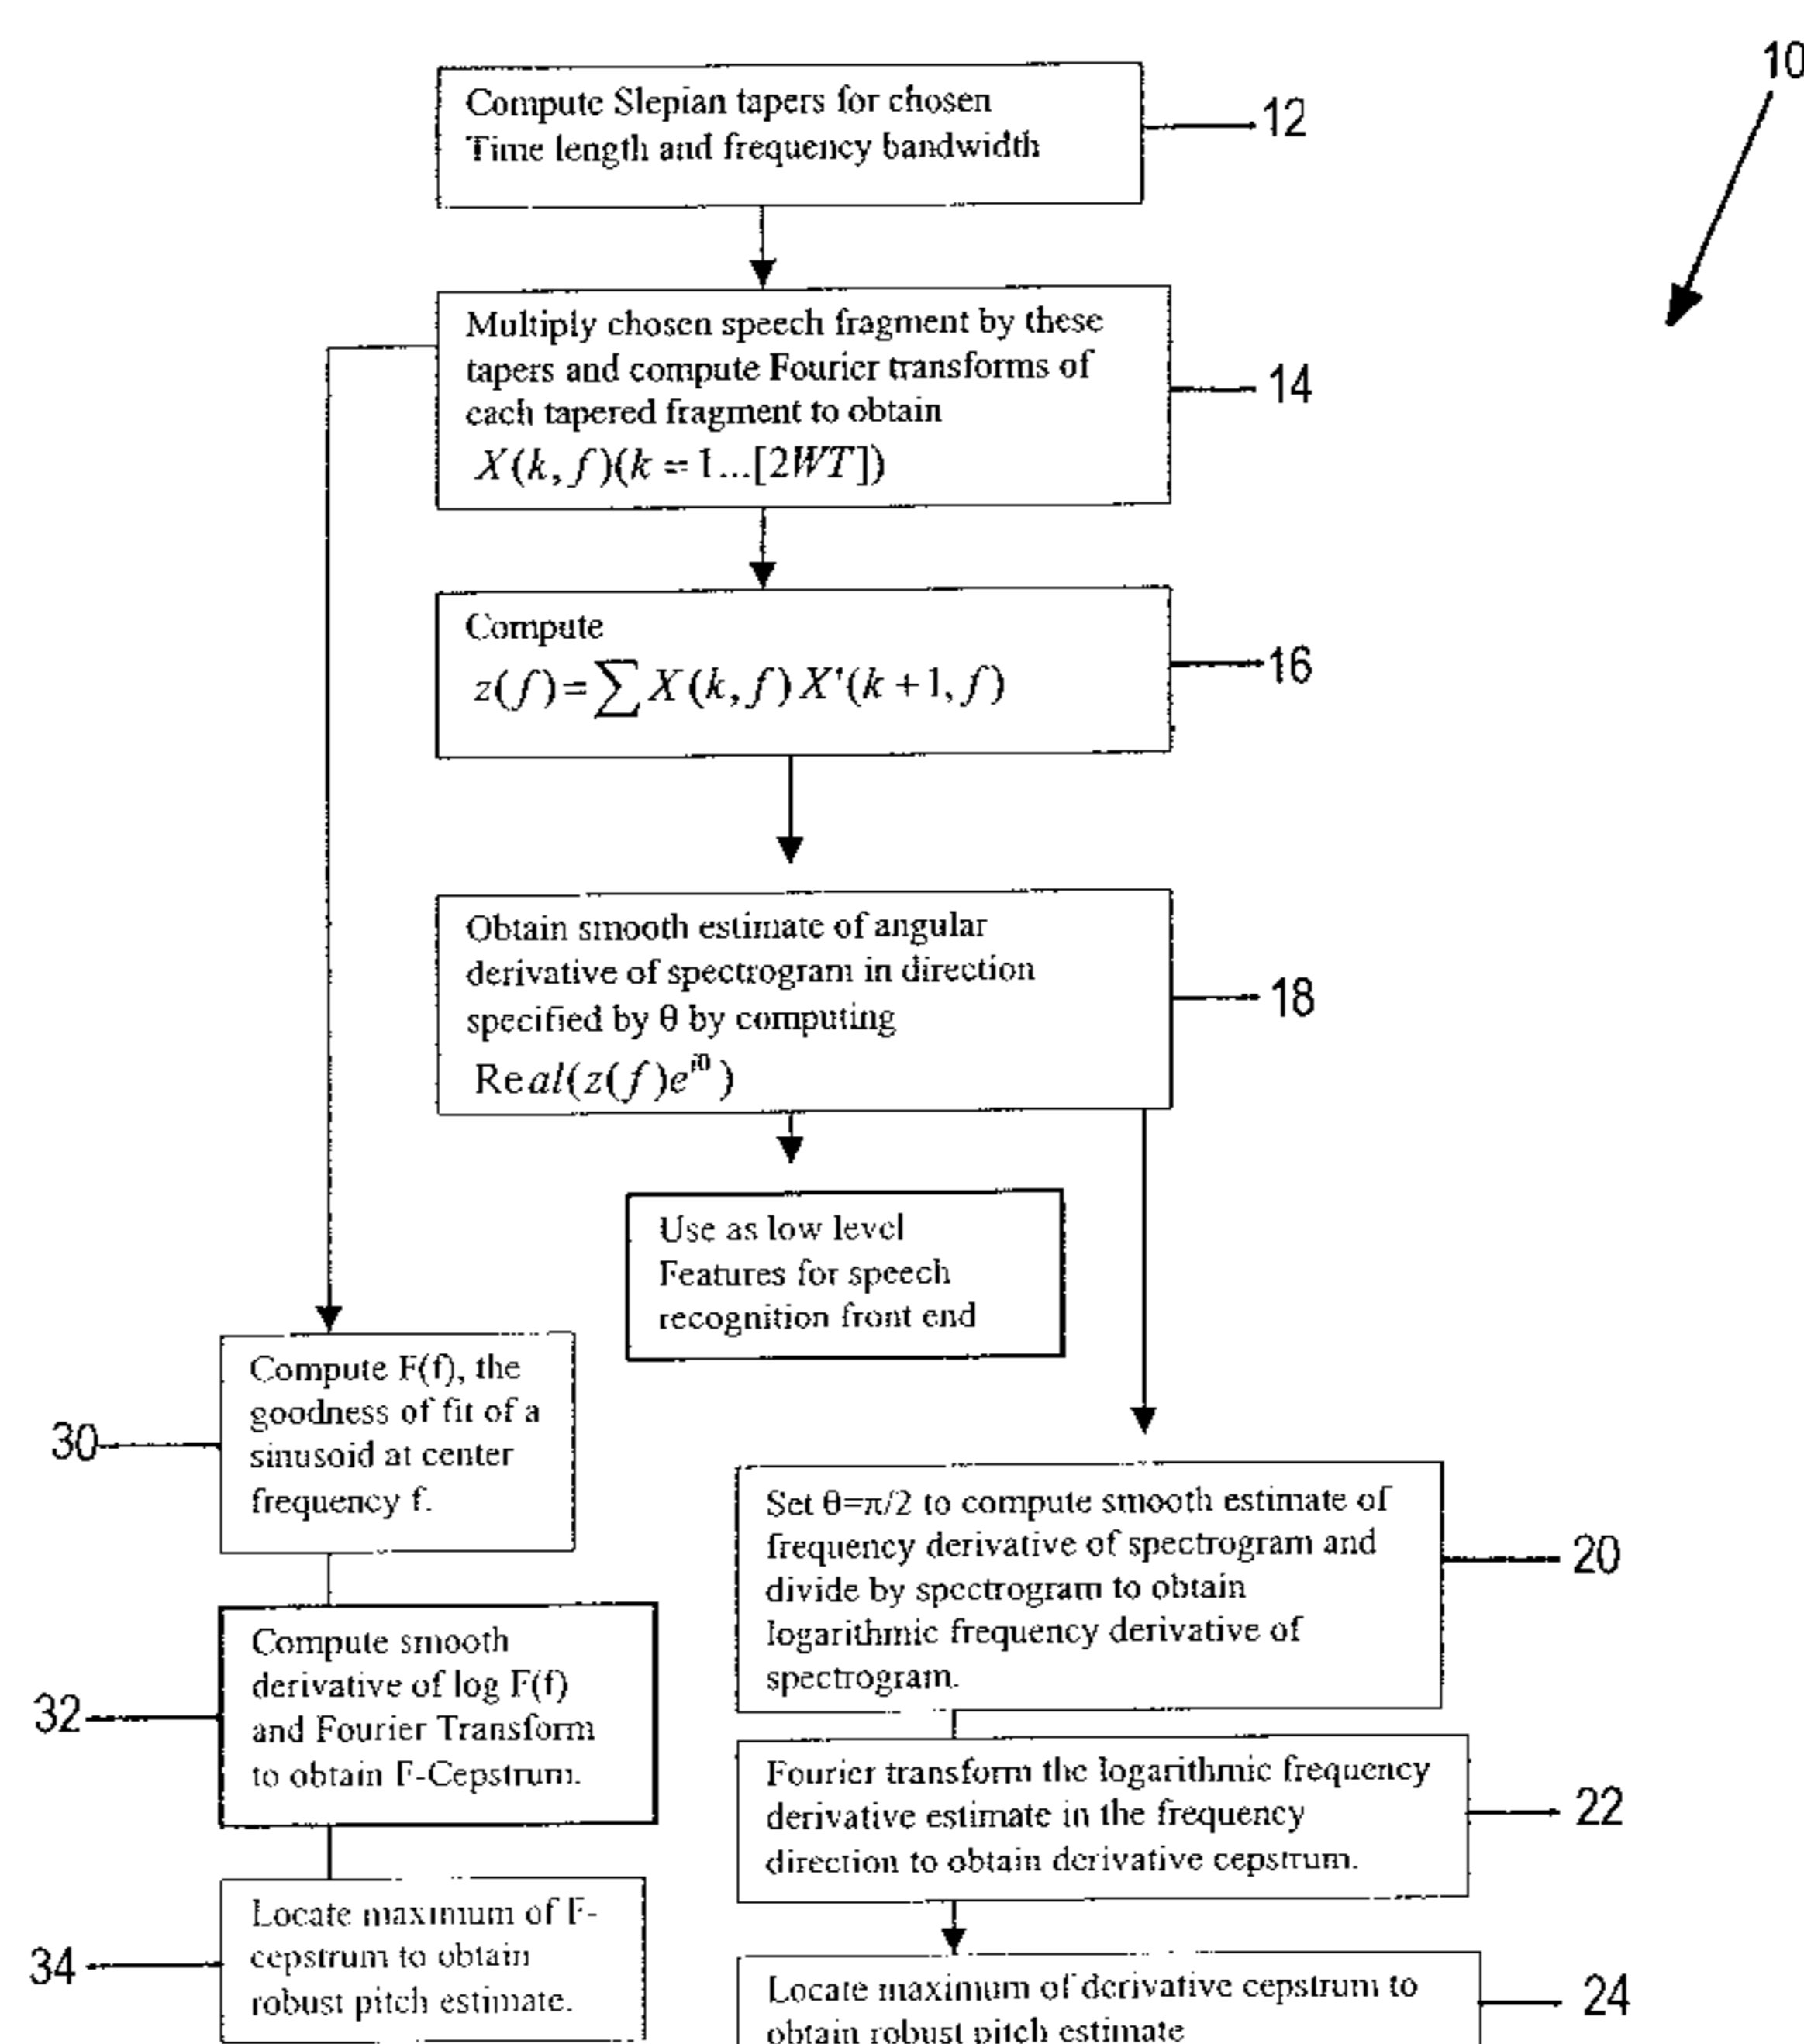 10
Compute Slepian tapers for chosen
Time length and frequency bandwidth
12
Multiply chosen speech fragment by these
tapers and compute Fourier transforms of
each tapered fragment to obtain
X(k,f)(k=1...[2WT])
14
Compute
z(f)=∑X(k,f)X'(k+1,f)
16
Obtain smooth estimate of angular
derivative of spectrogram in direction
specified by θ by computing
Real(z(f)e^{iθ})
18
Use as low level
Features for speech
recognition front end
Compute F(f), the
goodness of fit of a
sinusoid at center
frequency f.
30
Set θ=π/2 to compute smooth estimate of
frequency derivative of spectrogram and
divide by spectrogram to obtain
logarithmic frequency derivative of
spectrogram.
20
Compute smooth
derivative of log F(f)
and Fourier Transform
to obtain F-Cepstrum.
32
Fourier transform the logarithmic frequency
derivative estimate in the frequency
direction to obtain derivative cepstrum.
22
Locate maximum of F-
cepstrum to obtain
robust pitch estimate.
34
Locate maximum of derivative cepstrum to
obtain robust pitch estimate
24